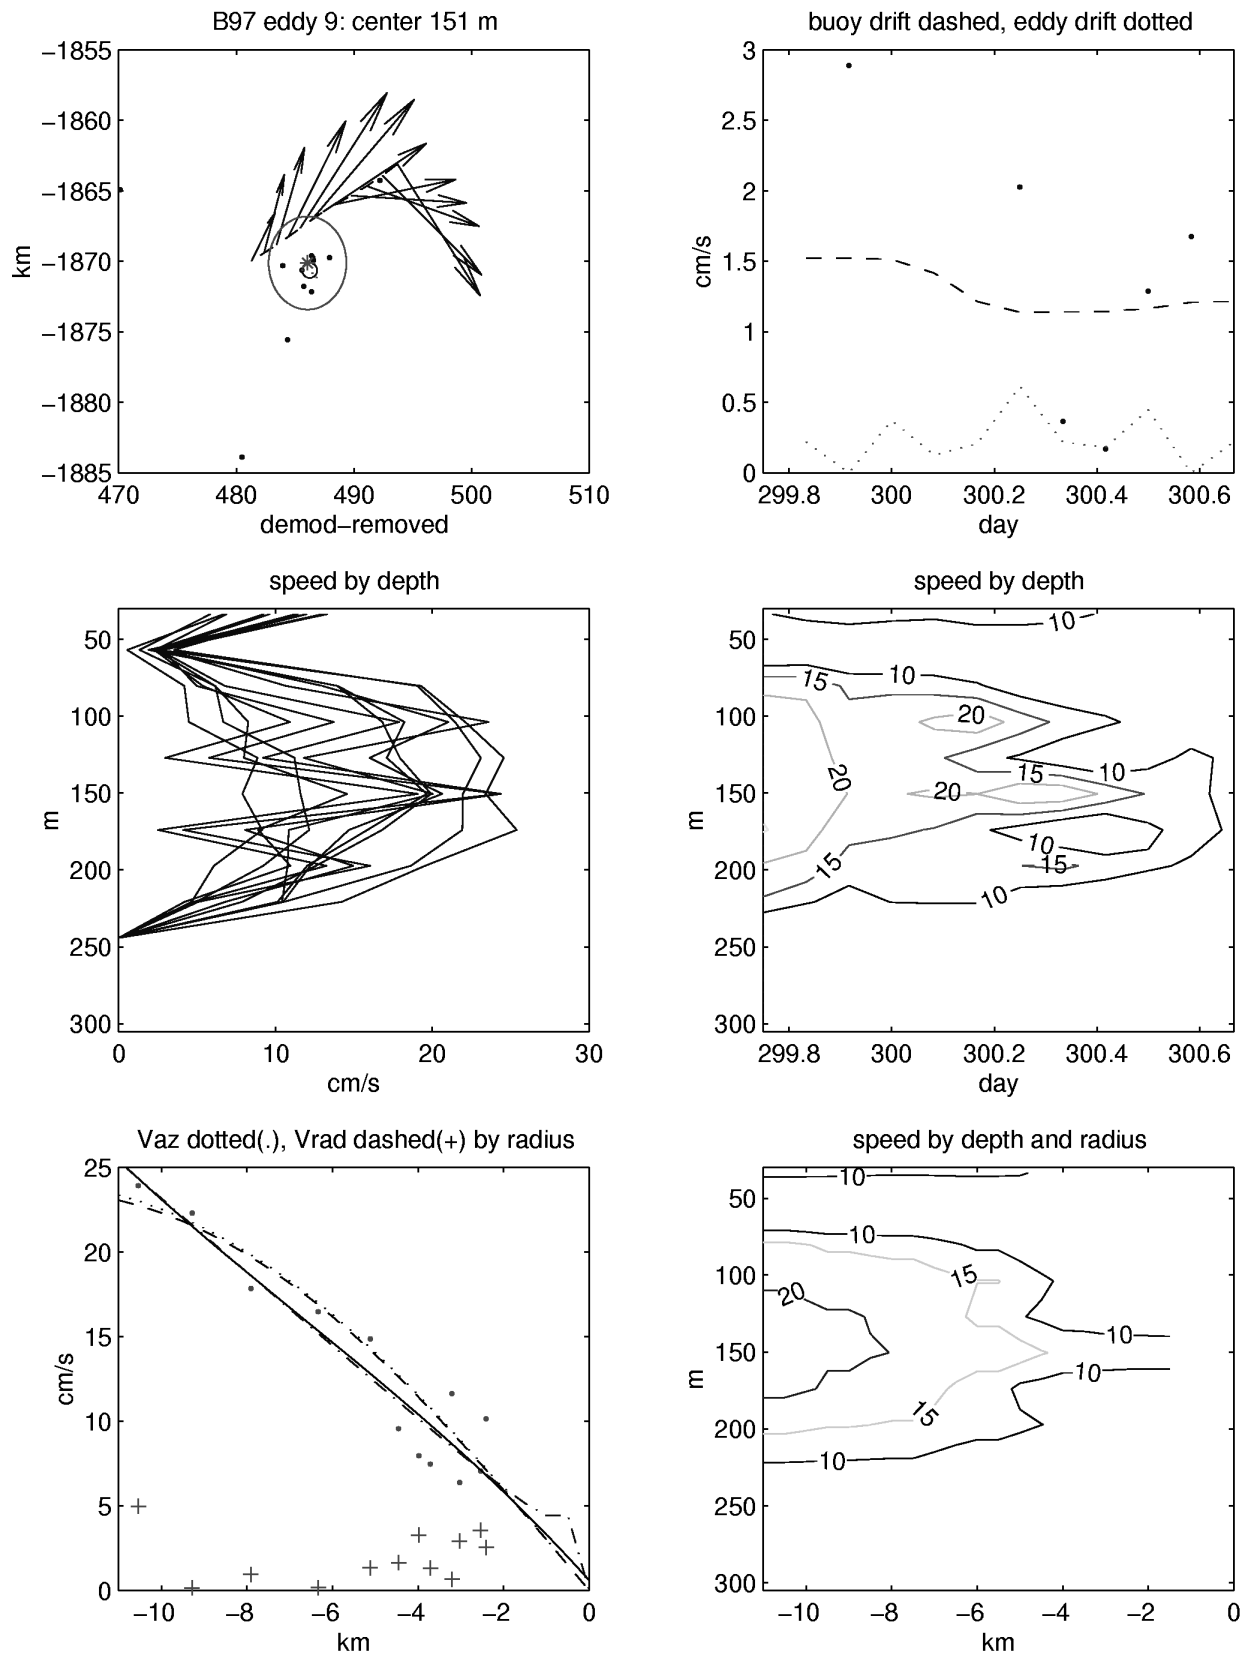 B97 eddy 9: center 151 m
−1855
−1860
−1865
−1870
−1875
−1880
−1885
km
470 480 490 500 510
demod−removed
buoy drift dashed, eddy drift dotted
3
2.5
2
1.5
1
0.5
0
cm/s
299.8 300 300.2 300.4 300.6
day
speed by depth
50
100
150
200
250
300
m
0 10 20 30
cm/s
speed by depth
50
100
150
200
250
300
m
10
10
15
20
20
15
10
20
10
15
15
10
299.8 300 300.2 300.4 300.6
day
Vaz dotted(.), Vrad dashed(+) by radius
25
20
15
10
5
0
cm/s
−10 −8 −6 −4 −2 0
km
speed by depth and radius
50
100
150
200
250
300
m
10
10
15
20
10
10
15
10
−10 −8 −6 −4 −2 0
km